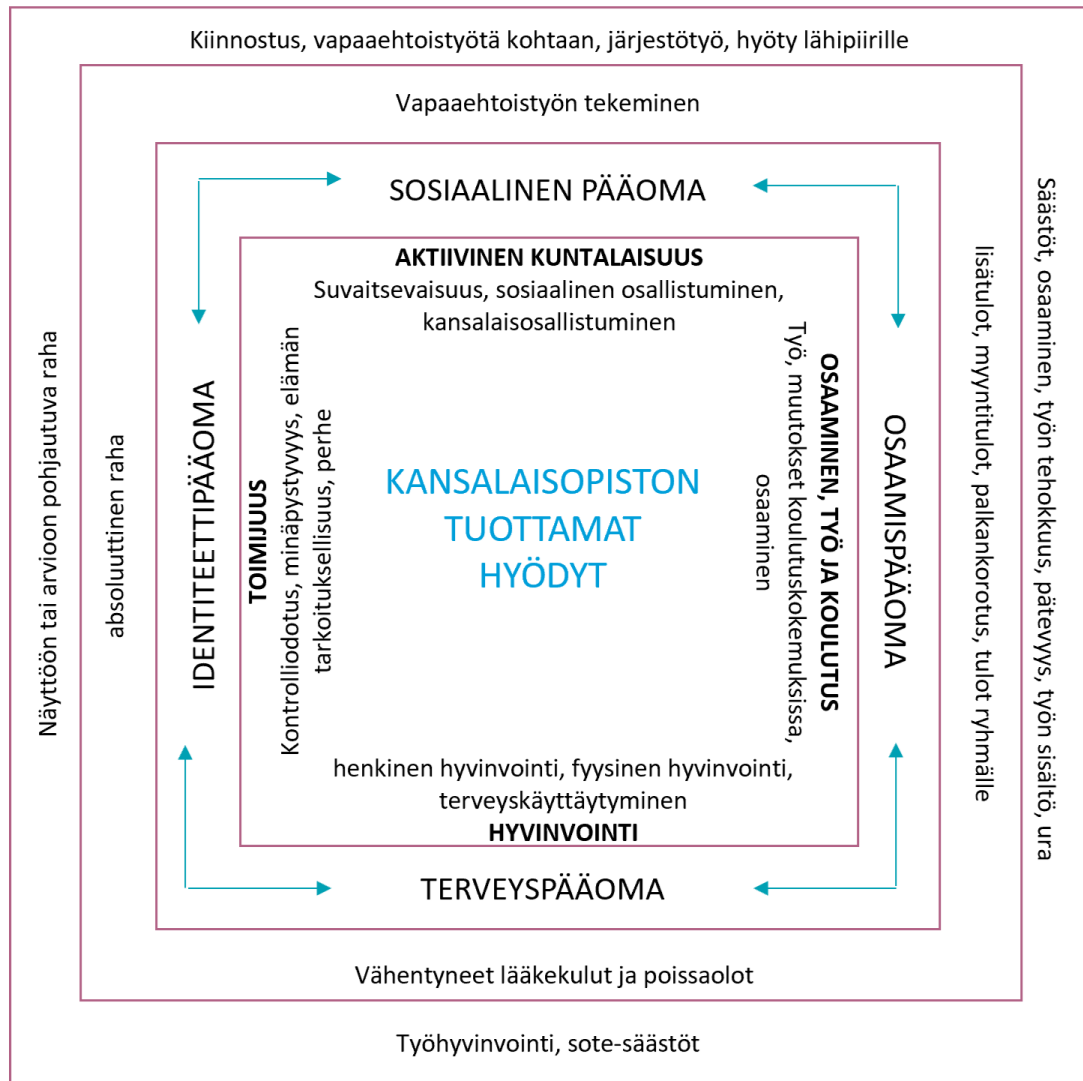 Kiinnostus, vapaaehtoistyötä kohtaan, järjestötyö, hyöty lähipiirille
Vapaaehtoistyön tekeminen
SOSIAALINEN PÄÄOMA
AKTIIVINEN KUNTALAISUUS
Suvaitsevaisuus, sosiaalinen osallistuminen,
kansalaisosallistuminen
Näyttöön tai arvioon pohjautuva raha
absoluuttinen raha
IDENTITEETTIPÄÄOMA
TOIMIJUUS
Kontrolliodotus, minäpystyvyys, elämän
tarkoituksellisuus, perhe
KANSALAISOPISTON
TUOTTAMAT
HYÖDYT
OSAAMINEN, TYÖ JA KOULUTUS
Työ, muutokset koulutuskokemuksissa,
osaaminen
OSAAMISPÄÄOMA
lisätulot, myyntitulot, palkankorotus, tulot ryhmälle
Säästöt, osaaminen, työn tehokkuus, pätevyys, työn sisältö, ura
henkinen hyvinvointi, fyysinen hyvinvointi,
terveyskäyttäytyminen
HYVINVOINTI
TERVEYSPÄÄOMA
Vähentyneet lääkekulut ja poissaolot
Työhyvinvointi, sote-säästöt